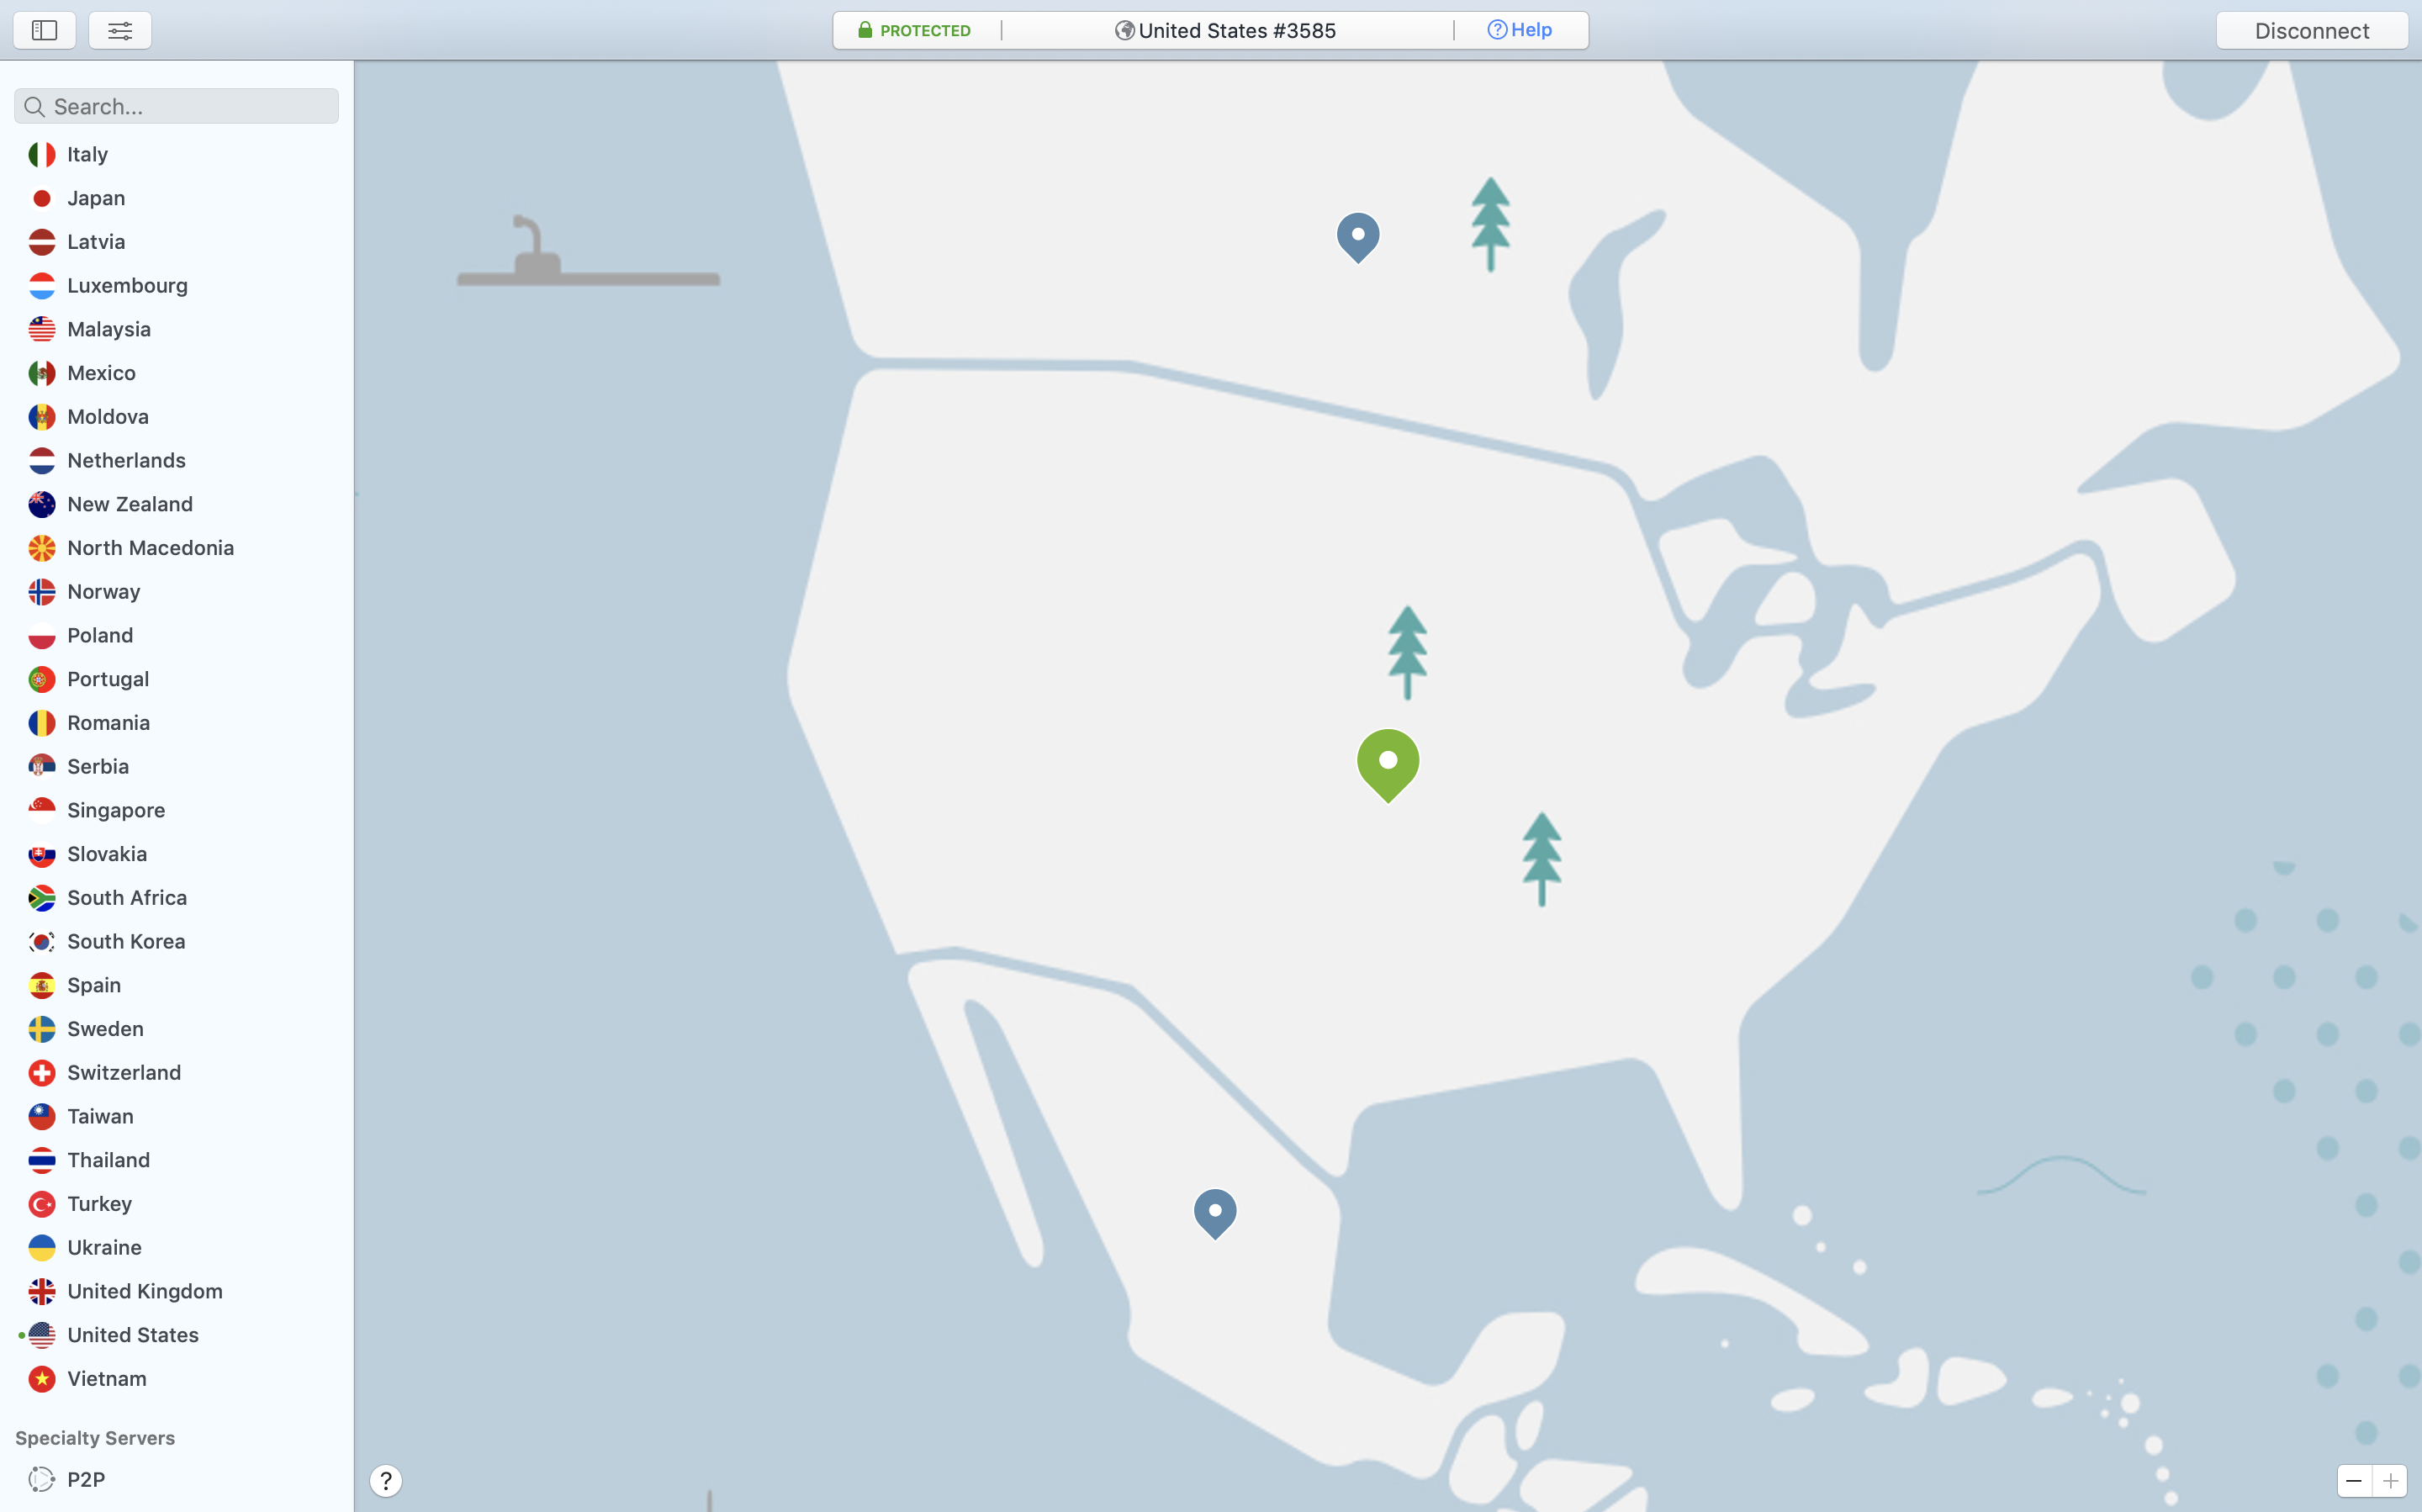 PROTECTED
United States #3585
Help
Disconnect
Search...
Italy
Japan
Latvia
Luxembourg
Malaysia
Mexico
Moldova
Netherlands
New Zealand
North Macedonia
Norway
Poland
Portugal
Romania
Serbia
Singapore
Slovakia
South Africa
South Korea
Spain
Sweden
Switzerland
Taiwan
Thailand
Turkey
Ukraine
United Kingdom
United States
Vietnam
Specialty Servers
P2P
?